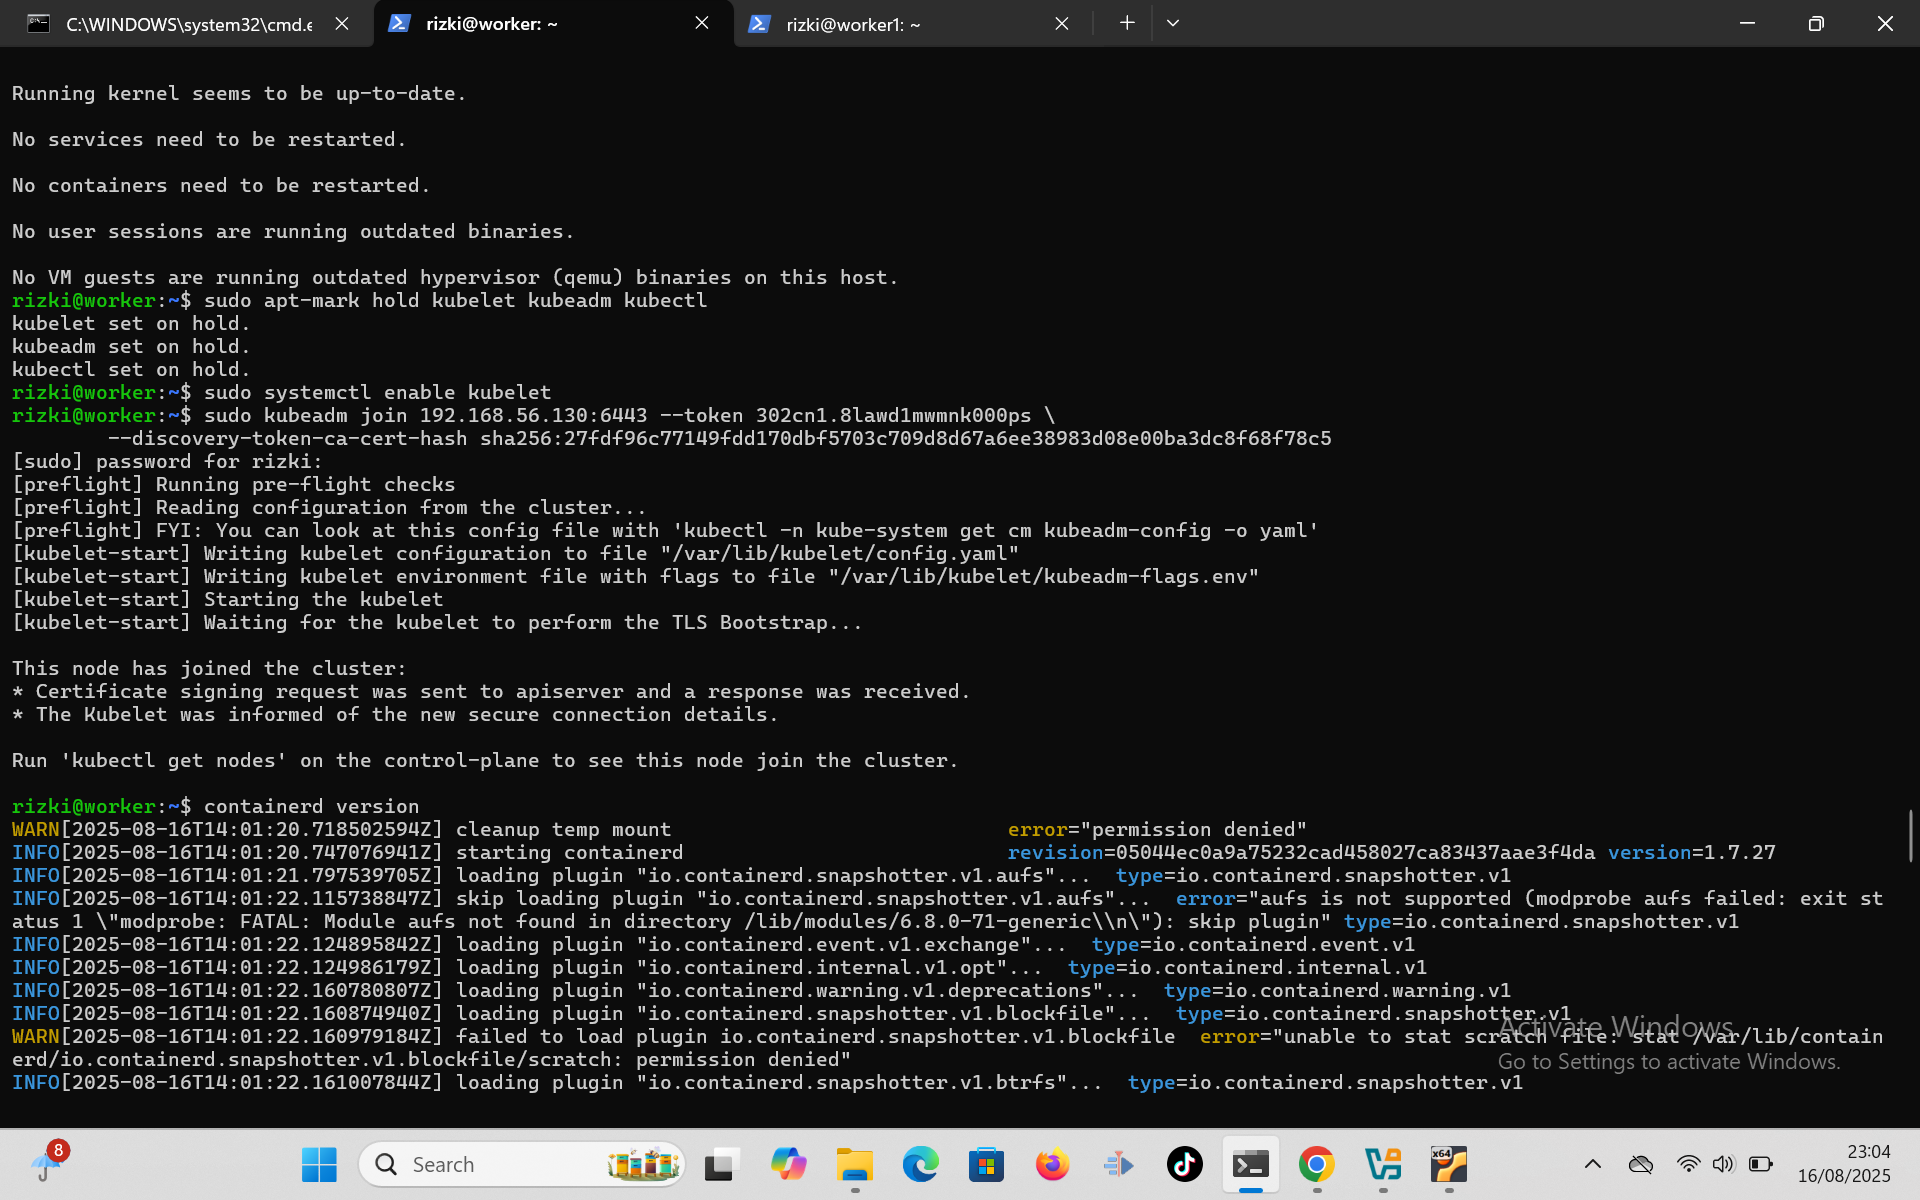 C:\WINDOWS\system32\cmd.e
rizki@worker: ~
rizki@worker1: ~
Running kernel seems to be up-to-date.
No services need to be restarted.
No containers need to be restarted.
No user sessions are running outdated binaries.
No VM guests are running outdated hypervisor (qemu) binaries on this host.
rizki@worker:~$ sudo apt-mark hold kubelet kubeadm kubectl
kubelet set on hold.
kubeadm set on hold.
kubectl set on hold.
rizki@worker:~$ sudo systemctl enable kubelet
rizki@worker:~$ sudo kubeadm join 192.168.56.130:6443 --token 302cn1.8lawd1mwmnk000ps \
--discovery-token-ca-cert-hash sha256:27fdf96c77149fdd170dbf5703c709d8d67a6ee38983d08e00ba3dc8f68f78c5
[sudo] password for rizki:
[preflight] Running pre-flight checks
[preflight] Reading configuration from the cluster...
[preflight] FYI: You can look at this config file with 'kubectl -n kube-system get cm kubeadm-config -o yaml'
[kubelet-start] Writing kubelet configuration to file "/var/lib/kubelet/config.yaml"
[kubelet-start] Writing kubelet environment file with flags to file "/var/lib/kubelet/kubeadm-flags.env"
[kubelet-start] Starting the kubelet
[kubelet-start] Waiting for the kubelet to perform the TLS Bootstrap...
This node has joined the cluster:
* Certificate signing request was sent to apiserver and a response was received.
* The Kubelet was informed of the new secure connection details.
Run 'kubectl get nodes' on the control-plane to see this node join the cluster.
rizki@worker:~$ containerd version
WARN[2025-08-16T14:01:20.718502594Z] cleanup temp mount error="permission denied"
INFO[2025-08-16T14:01:20.747076941Z] starting containerd revision=05044ec0a9a75232cad458027ca83437aae3f4da version=1.7.27
INFO[2025-08-16T14:01:21.797539705Z] loading plugin "io.containerd.snapshotter.v1.aufs"... type=io.containerd.snapshotter.v1
INFO[2025-08-16T14:01:22.115738847Z] skip loading plugin "io.containerd.snapshotter.v1.aufs"... error="aufs is not supported (modprobe aufs failed: exit st
atus 1 \"modprobe: FATAL: Module aufs not found in directory /lib/modules/6.8.0-71-generic\\n\"): skip plugin" type=io.containerd.snapshotter.v1
INFO[2025-08-16T14:01:22.124895842Z] loading plugin "io.containerd.event.v1.exchange"... type=io.containerd.event.v1
INFO[2025-08-16T14:01:22.124986179Z] loading plugin "io.containerd.internal.v1.opt"... type=io.containerd.internal.v1
INFO[2025-08-16T14:01:22.160780807Z] loading plugin "io.containerd.warning.v1.deprecations"... type=io.containerd.warning.v1
INFO[2025-08-16T14:01:22.160874940Z] loading plugin "io.containerd.snapshotter.v1.blockfile"... type=io.containerd.snapshotter.v1
WARN[2025-08-16T14:01:22.160979184Z] failed to load plugin io.containerd.snapshotter.v1.blockfile error="unable to stat scratch file: stat /var/lib/contain
erd/io.containerd.snapshotter.v1.blockfile/scratch: permission denied"
INFO[2025-08-16T14:01:22.161007844Z] loading plugin "io.containerd.snapshotter.v1.btrfs"... type=io.containerd.snapshotter.v1
Activate Windows
Go to Settings to activate Windows.
8
Search
x64
23:04
16/08/2025